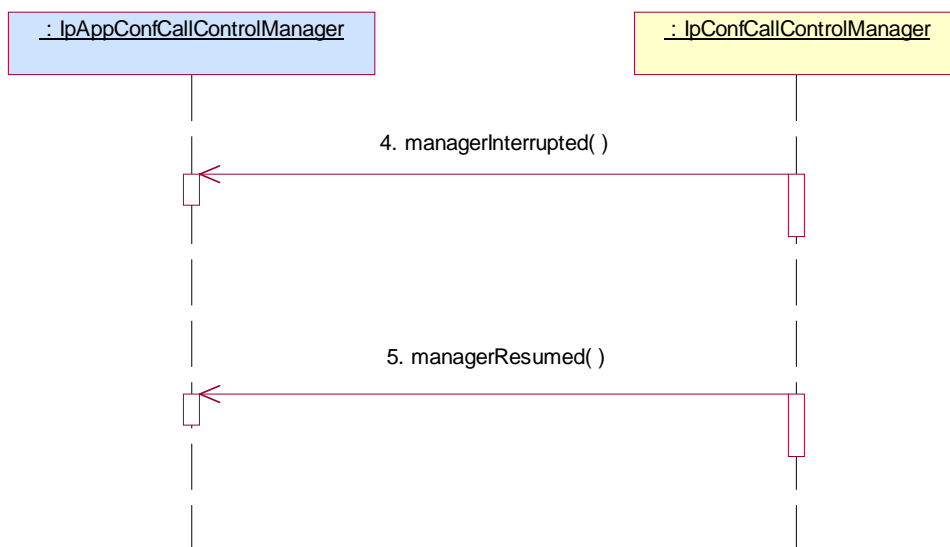 : IpAppConfCallControlManager
: IpConfCallControlManager
4. managerInterrupted( )
5. managerResumed( )